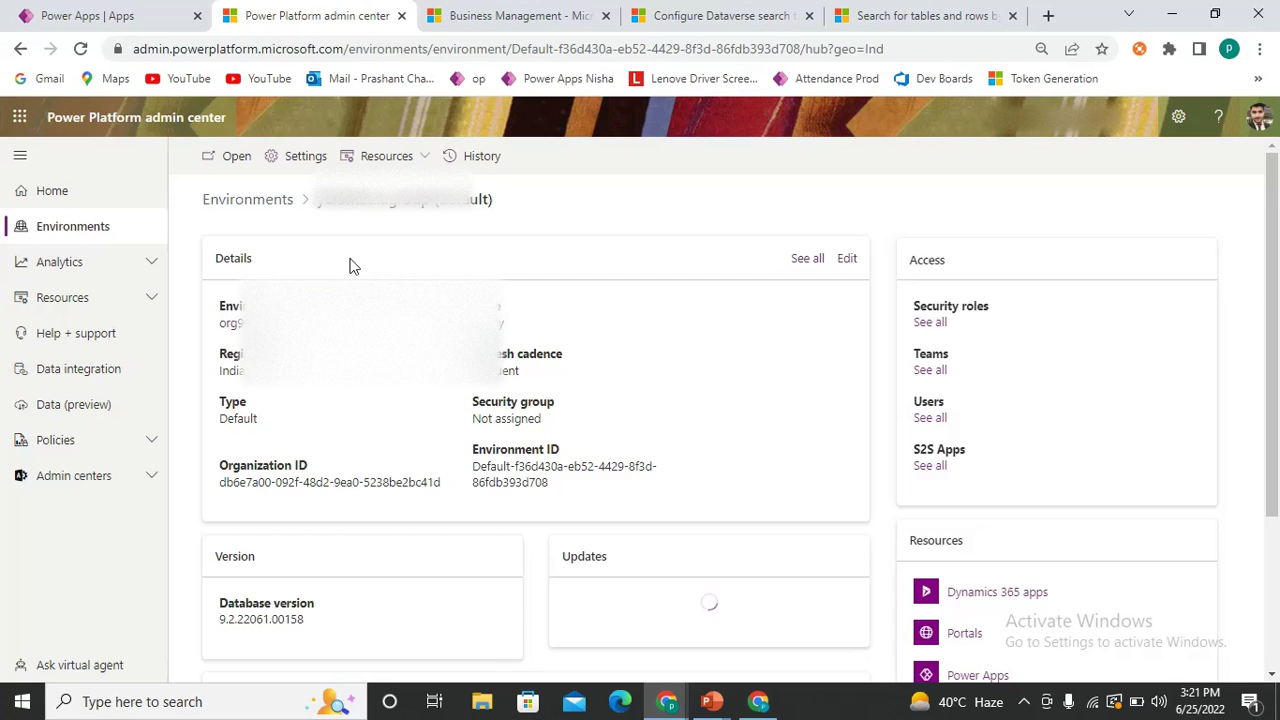 Power Apps | Apps
Power Platform admin center
Business Management - Mic
Configure Dataverse search f
Search for tables and rows by
admin.powerplatform.microsoft.com/environments/environment/Default-f36d430a-eb52-4429-8f3d-86fdb393d708/hub?geo=Ind
P
Gmail
Maps
YouTube
YouTube
Mail - Prashant Cha...
op
Power Apps Nisha
L
Lenove Driver Scree...
Attendance Prod
Dev Boards
Token Generation
»
Power Platform admin center
Open
Settings
Resources
History
Home
Environments
Analytics
Resources
Help + support
Data integration
Data (preview)
Policies
Admin centers
Ask virtual agent
Environments
Details
See all
Edit
India
Type
Default
Security group
Not assigned
Organization ID
db6e7a00-092f-48d2-9ea0-5238be2bc41d
Environment ID
Default-f36d430a-eb52-4429-8f3d-
86fdb393d708
Version
Database version
9.2.22061.00158
Updates
Access
Security roles
See all
Teams
See all
Users
See all
S2S Apps
See all
Resources
Dynamics 365 apps
Portals
Power Apps
Activate Windows
Go to Settings to activate Windows.
Type here to search
40°C Haze
3:21 PM
6/25/2022
1